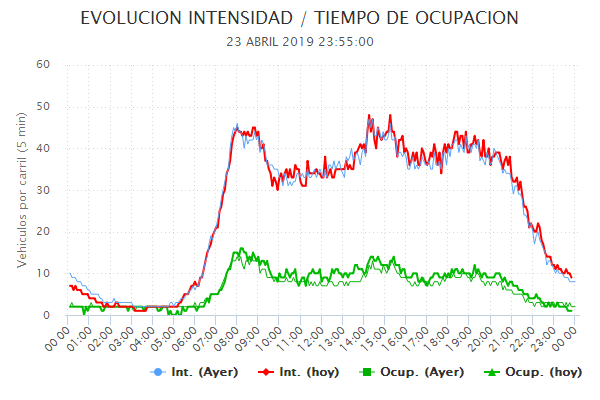 EVOLUCION INTENSIDAD / TIEMPO DE OCUPACION
23 ABRIL 2019 23:55:00
Vehiculos por carril (5 min)
60
50
40
30
20
10
0
00:00 01:00 02:00 03:00 04:00 05:00 06:00 07:00 08:00 09:00 10:00 11:00 12:00 13:00 14:00 15:00 16:00 17:00 18:00 19:00 20:00 21:00 22:00 23:00 00:00
Int. (Ayer) Int. (hoy) Ocup. (Ayer) Ocup. (hoy)